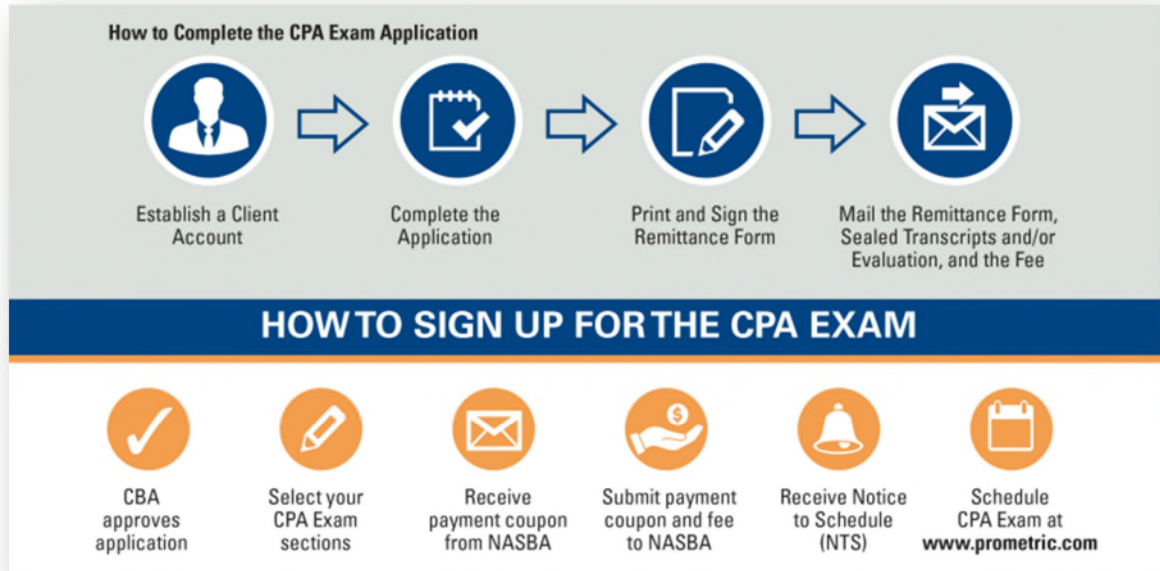 How to Complete the CPA Exam Application
Establish a Client
Account
Complete the
Application
Print and Sign the
Remittance Form
Mail the Remittance Form,
Sealed Transcripts and/or
Evaluation, and the Fee
HOW TO SIGN UP FOR THE CPA EXAM
CBA
approves
application
Select your
CPA Exam
sections
Receive
payment coupon
from NASBA
$
Submit payment
coupon and fee
to NASBA
Receive Notice
to Schedule
(NTS)
Schedule
CPA Exam at
www.prometric.com